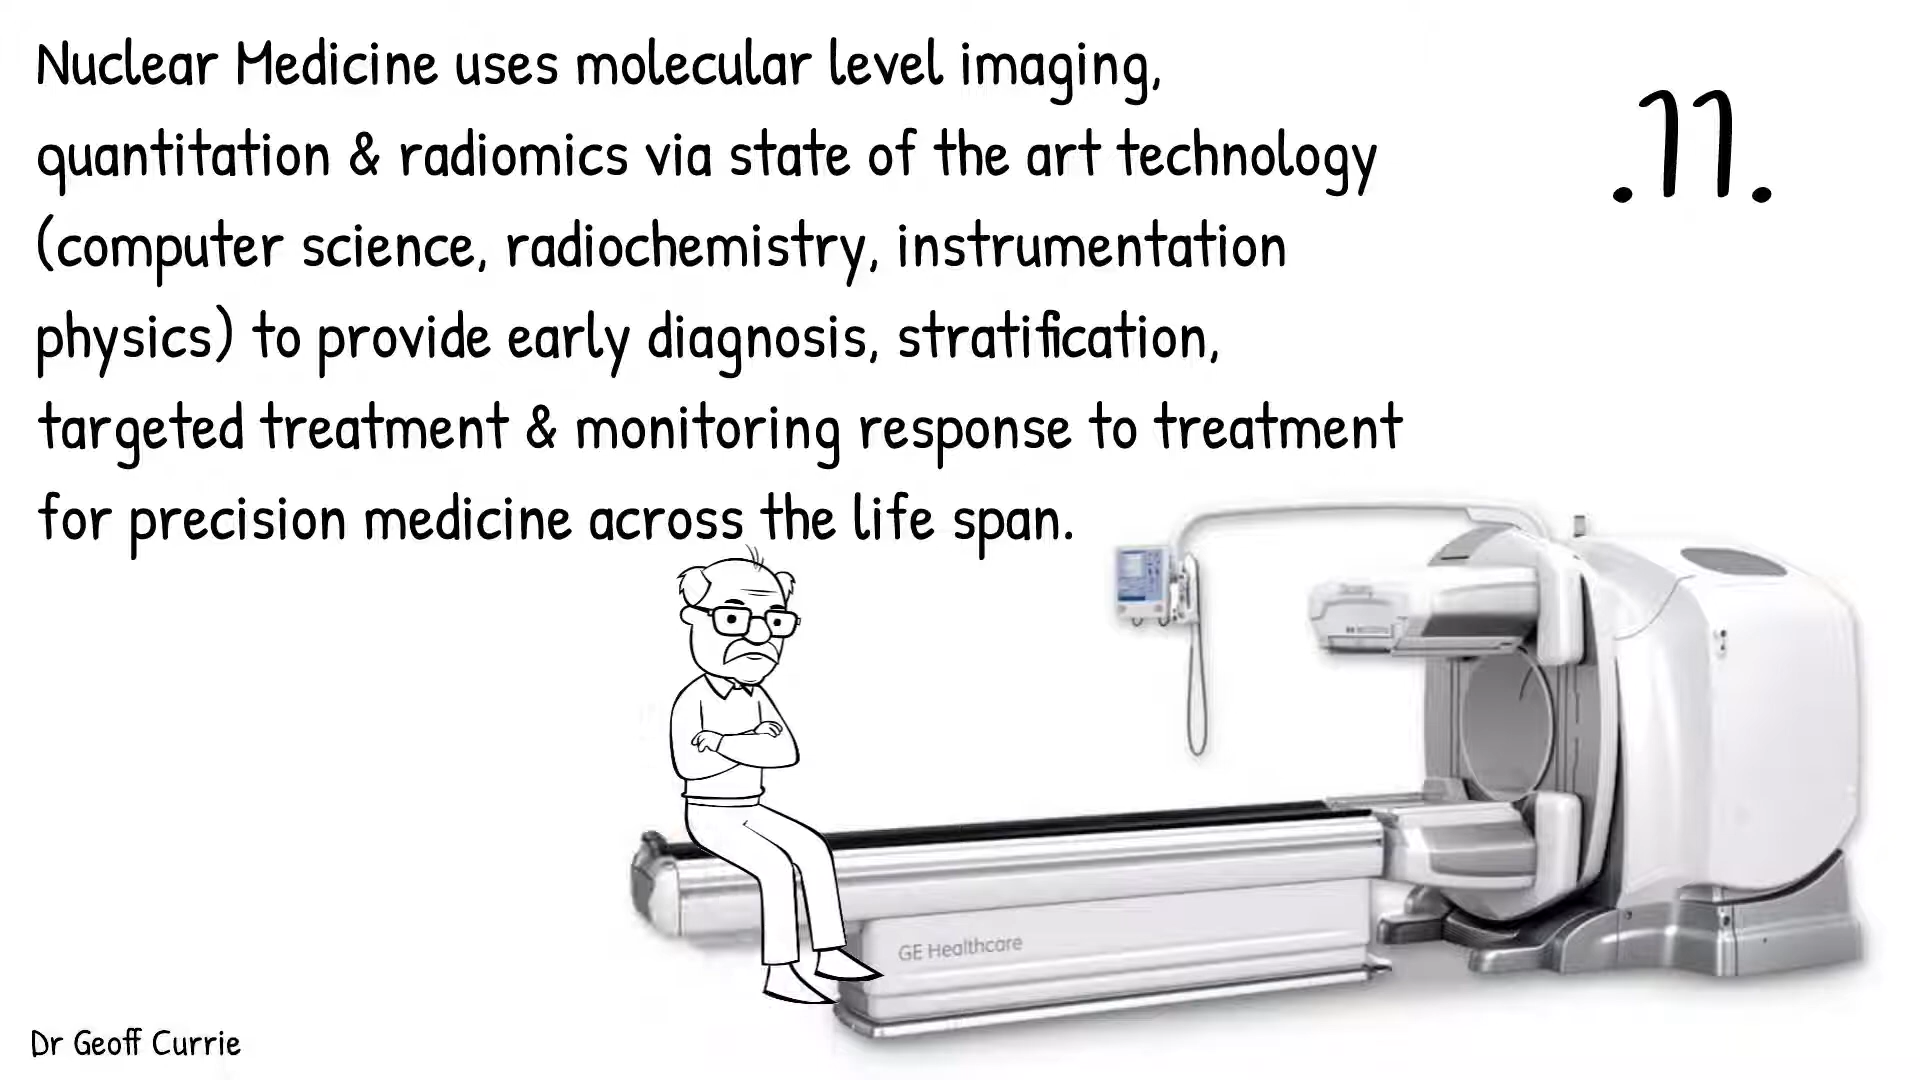 Nuclear Medicine uses molecular level imaging,
quantitation & radiomics via state of the art technology
(computer science, radiochemistry, instrumentation
physics) to provide early diagnosis, stratification,
targeted treatment & monitoring response to treatment
for precision medicine across the life span.
.11.
GE Healthcare
Dr Geoff Currie